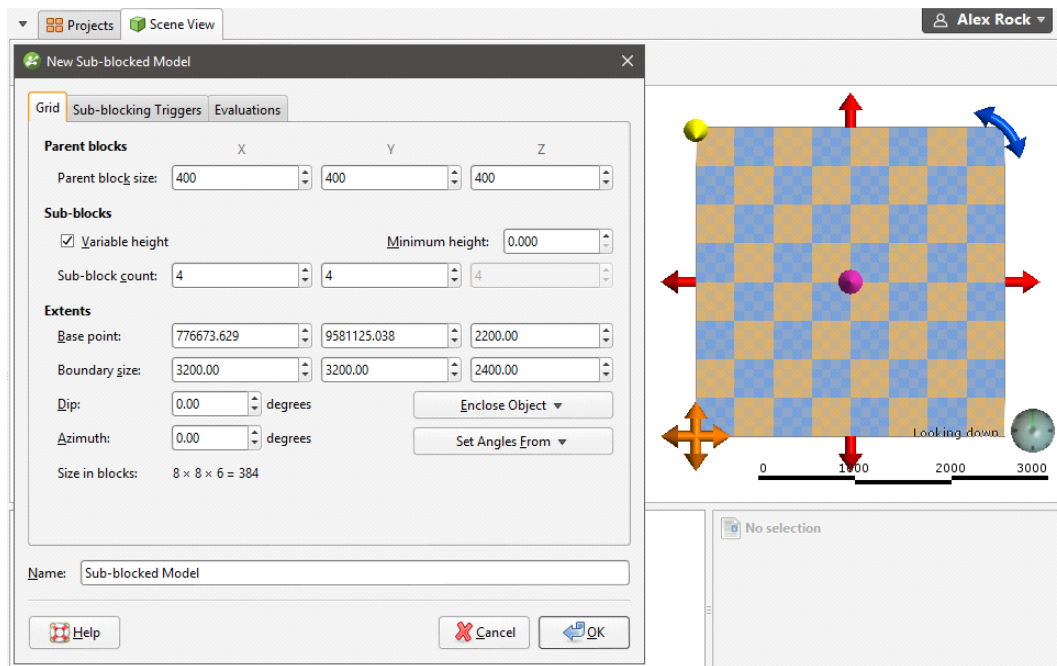 Projects Scene View Alex Rock
New Sub-blocked Model
Grid Sub-blocking Triggers Evaluations
Parent blocks X Y Z
Parent block size: 400 400 400
Sub-blocks
Variable height Minimum height: 0.000
Sub-block count: 4 4 4
Extents
Base point: 776673.629 9581125.038 2200.00
Boundary size: 3200.00 3200.00 2400.00
Dip: 0.00 degrees Enclose Object
Azimuth: 0.00 degrees Set Angles From
Size in blocks: 8 × 8 × 6 = 384
Name: Sub-blocked Model
Help Cancel OK
Looking down
0 1000 2000 3000
No selection